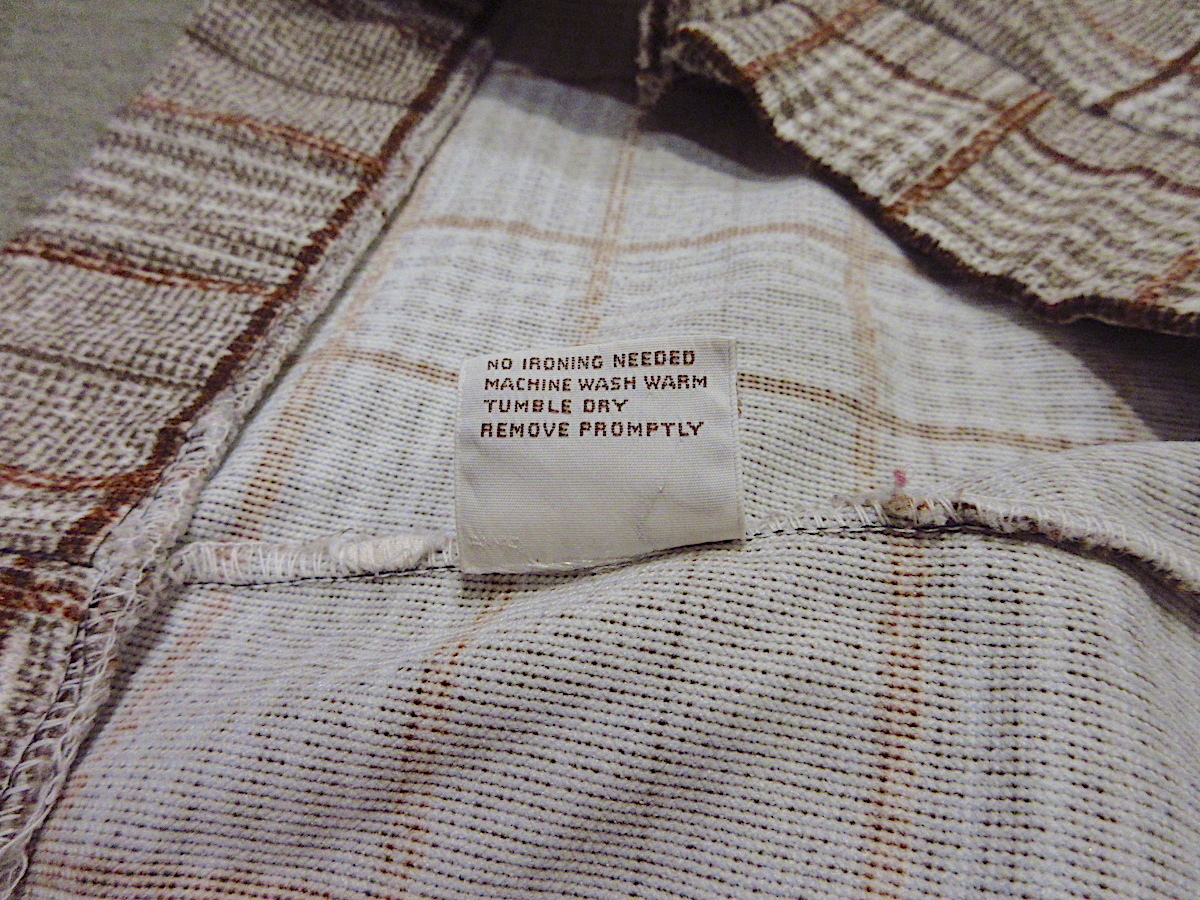 NO IRONING NEEDED
MACHINE WASH WARM
TUMBLE DRY
REMOVE PROMPTLY